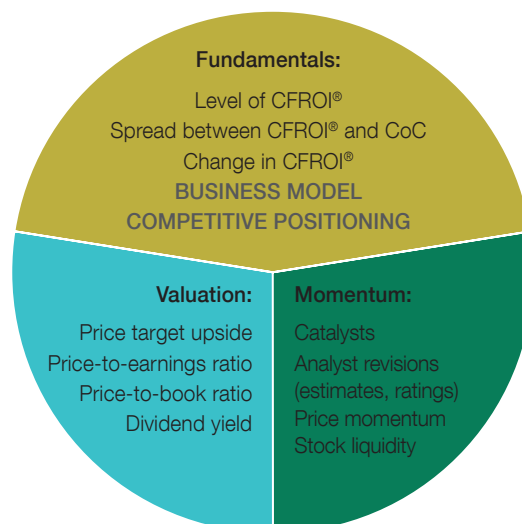 Fundamentals:
Level of CFROI®
Spread between CFROI® and CoC
Change in CFROI®
BUSINESS MODEL
COMPETITIVE POSITIONING
Valuation:
Price target upside
Price-to-earnings ratio
Price-to-book ratio
Dividend yield
Momentum:
Catalysts
Analyst revisions
(estimates, ratings)
Price momentum
Stock liquidity